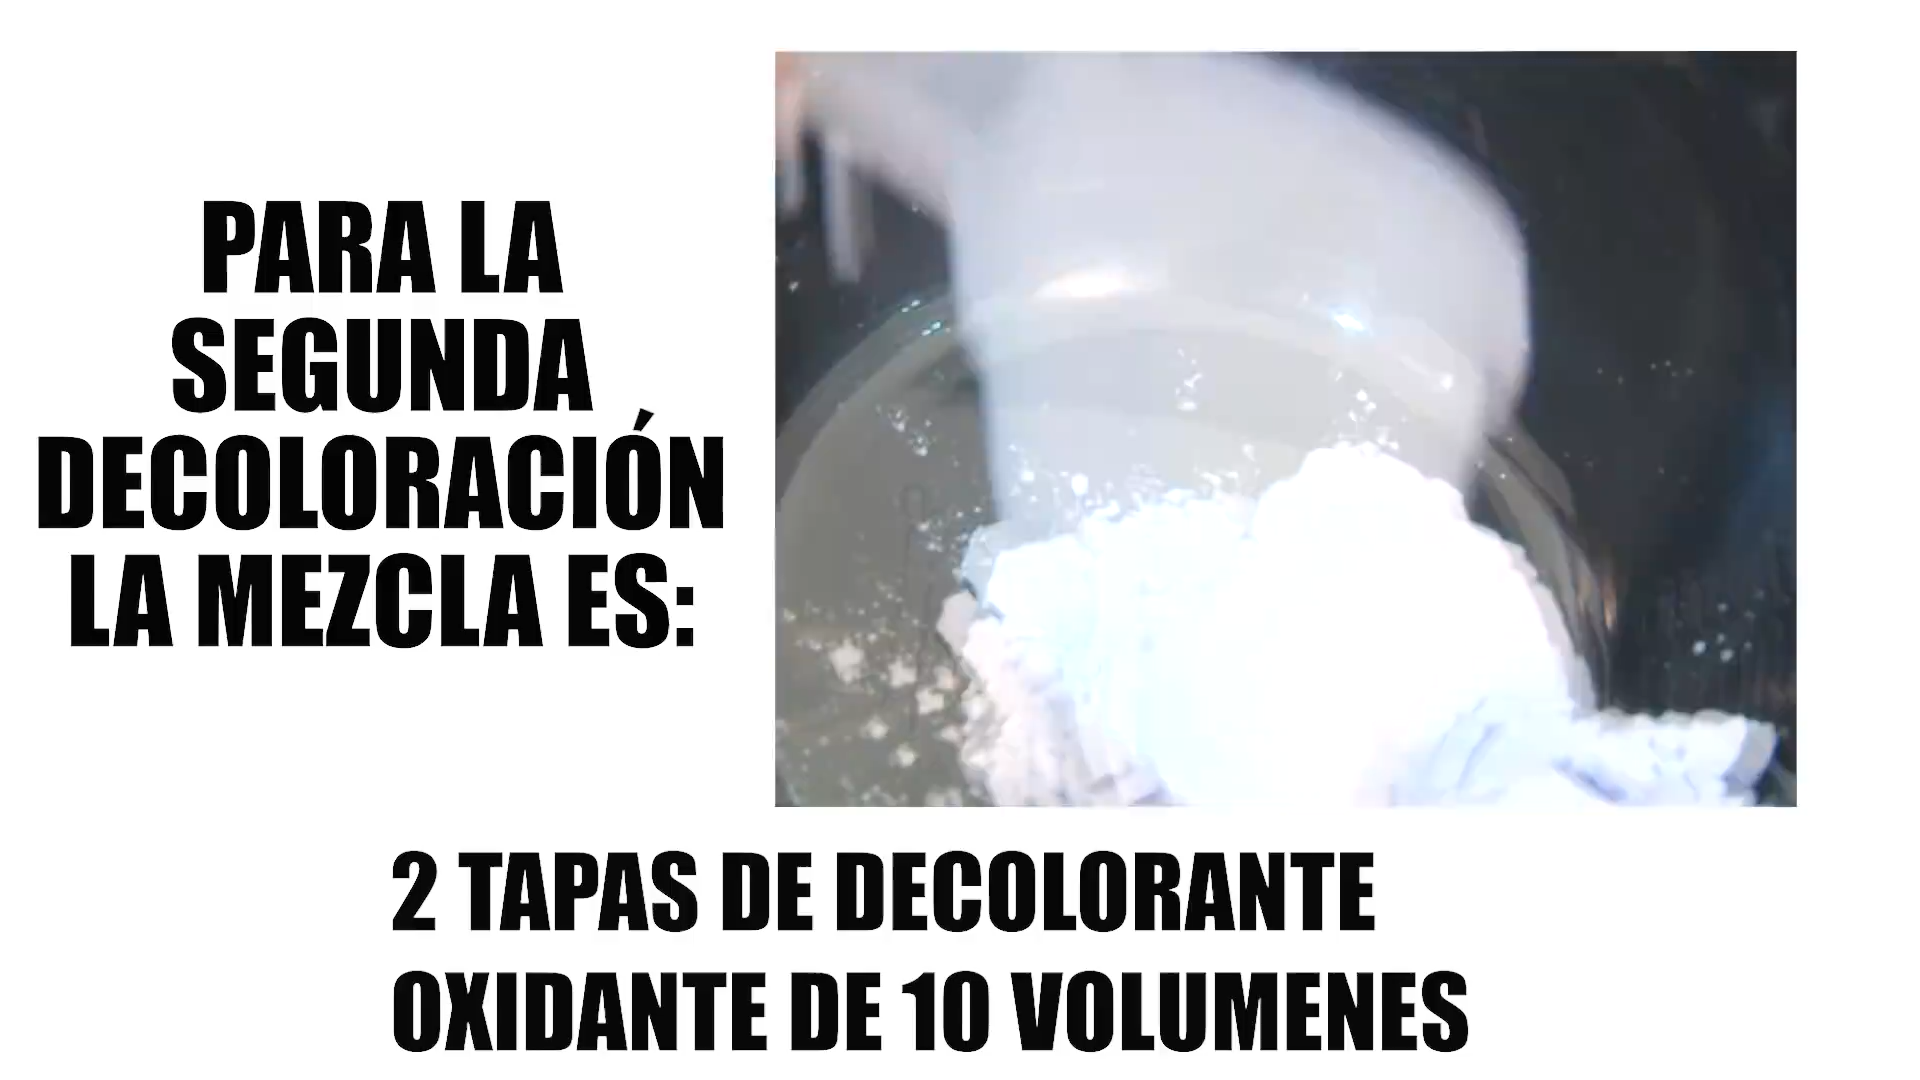 PARA LA
SEGUNDA
DECOLORACIÓN
LA MEZCLA ES:
2 TAPAS DE DECOLORANTE
OXIDANTE DE 10 VOLUMENES